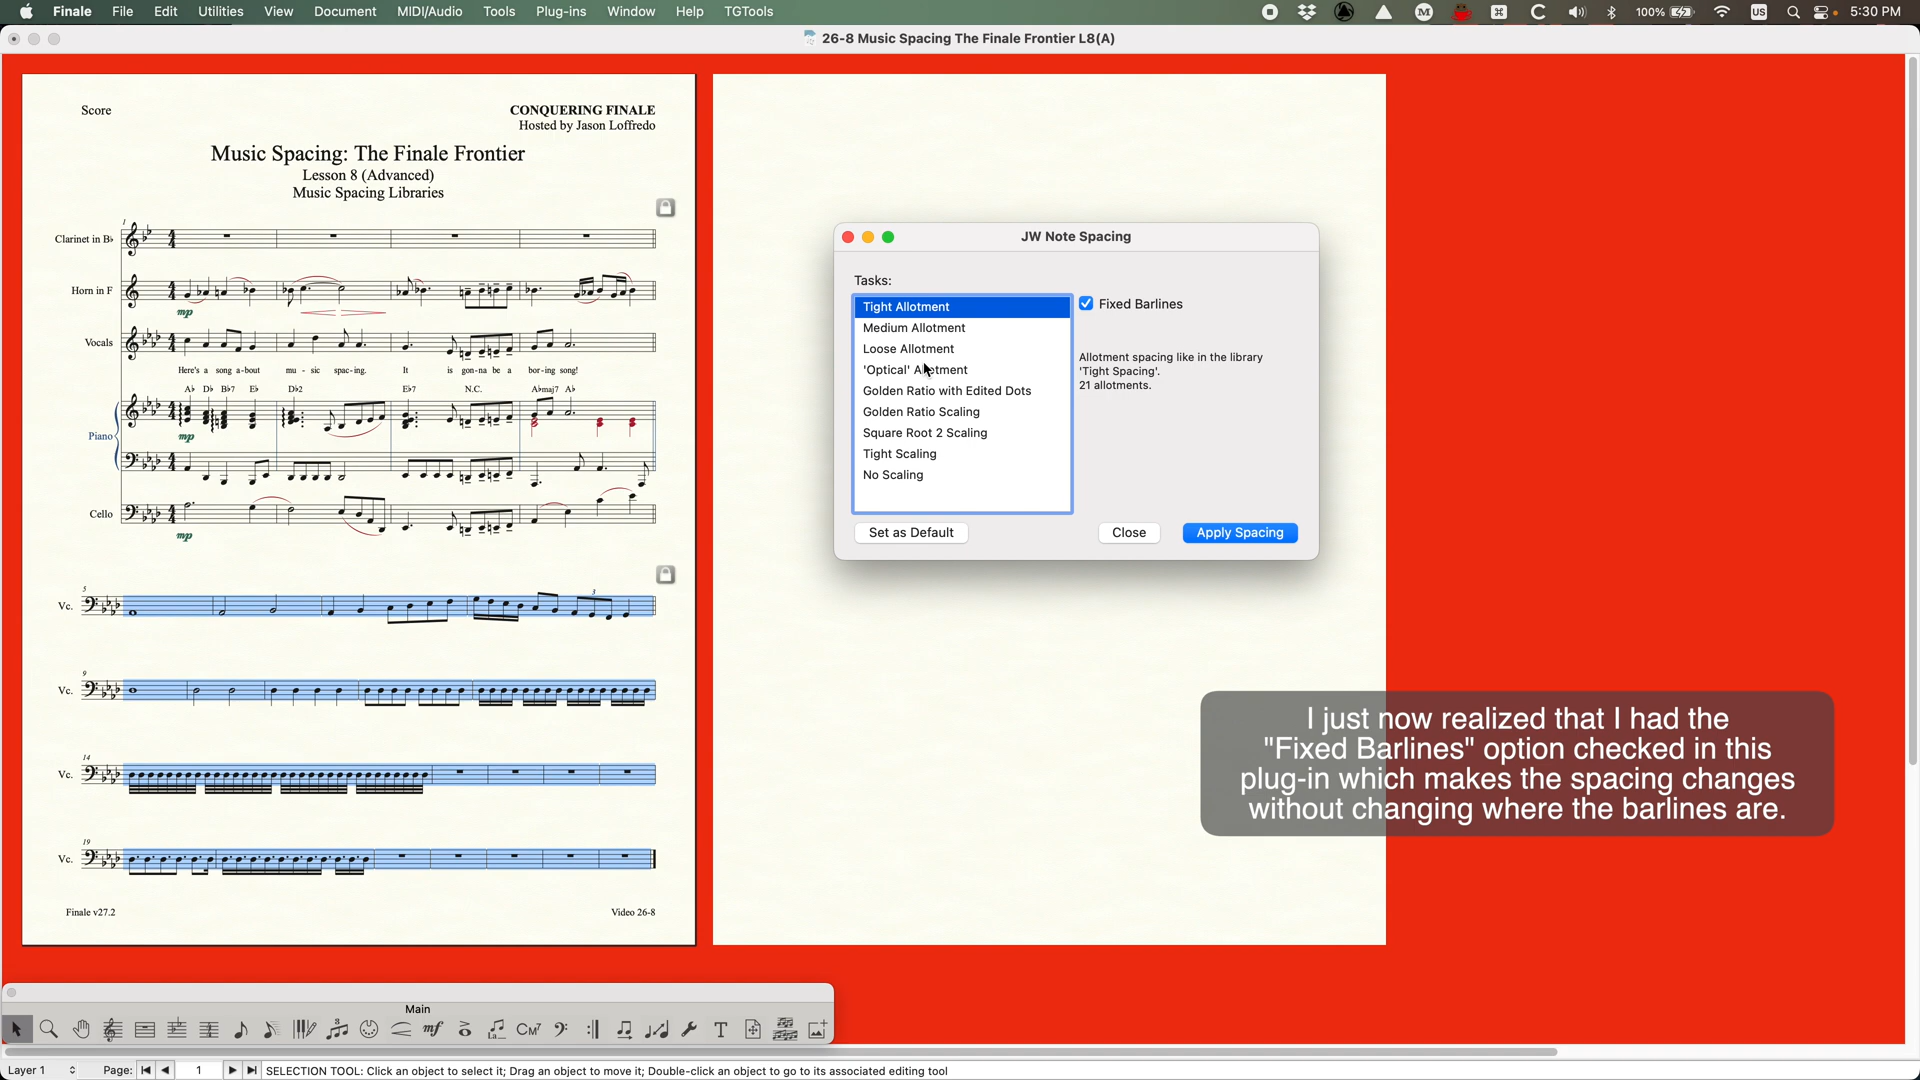 Finale File Edit Utilities View Document MIDI/Audio Tools Plug-ins Window Help TGTools
100% US 5:30 PM
26-8 Music Spacing The Finale Frontier L8(A)
Score
CONQUERING FINALE
Hosted by Jason Loffredo
Music Spacing: The Finale Frontier
Lesson 8 (Advanced)
Music Spacing Libraries
1
Clarinet in B♭
Horn in F
mp
Vocals
Here's a song a-bout mu - sic spac-ing. It is gon-na be a bor-ing song!
A♭ D♭ B♭7 E♭ D♭2 E♭7 N.C. A♭maj7 A♭
Piano
mp
Cello
mp
5
3
Vc.
9
Vc.
14
Vc.
19
Vc.
Finale v27.2
Video 26-8
JW Note Spacing
Tasks:
Tight Allotment
Medium Allotment
Loose Allotment
'Optical' Allotment
Golden Ratio with Edited Dots
Golden Ratio Scaling
Square Root 2 Scaling
Tight Scaling
No Scaling
Fixed Barlines
Allotment spacing like in the library
'Tight Spacing'.
21 allotments.
Set as Default
Close
Apply Spacing
I just now realized that I had the
"Fixed Barlines" option checked in this
plug-in which makes the spacing changes
without changing where the barlines are.
Main
mf
CM7
T
Layer 1
Page:
1
SELECTION TOOL: Click an object to select it; Drag an object to move it; Double-click an object to go to its associated editing tool